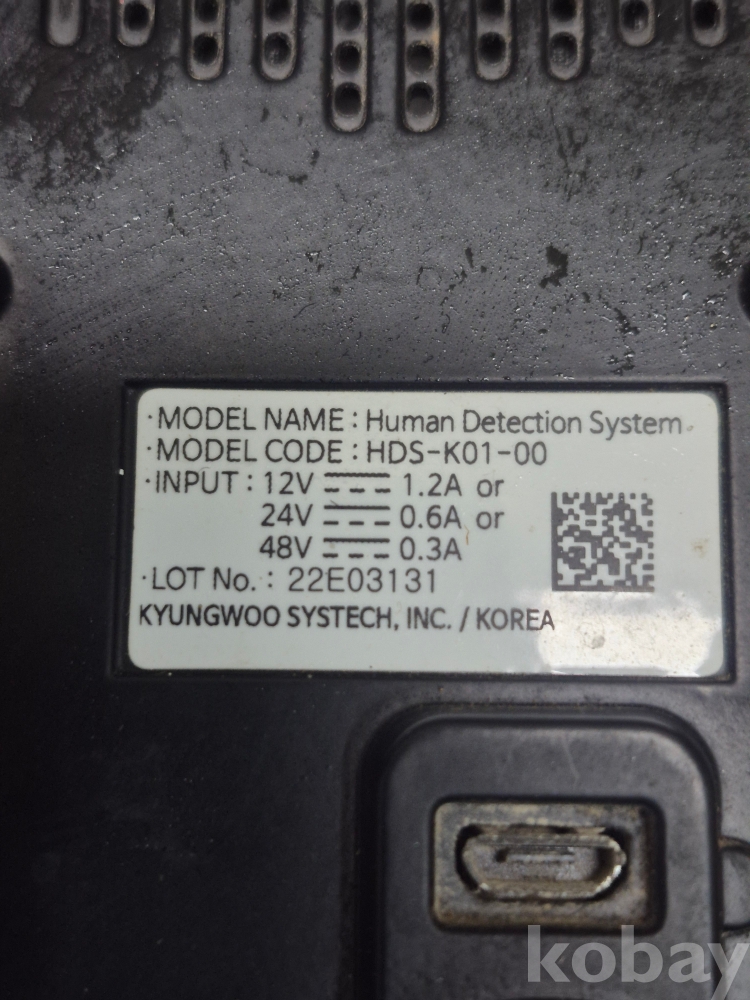 ·MODEL NAME : Human Detection System
·MODEL CODE : HDS-K01-00
·INPUT : 12V ⎓ 1.2A or
24V ⎓ 0.6A or
48V ⎓ 0.3A
·LOT No. : 22E03131
KYUNGWOO SYSTECH, INC. / KOREA
kobay